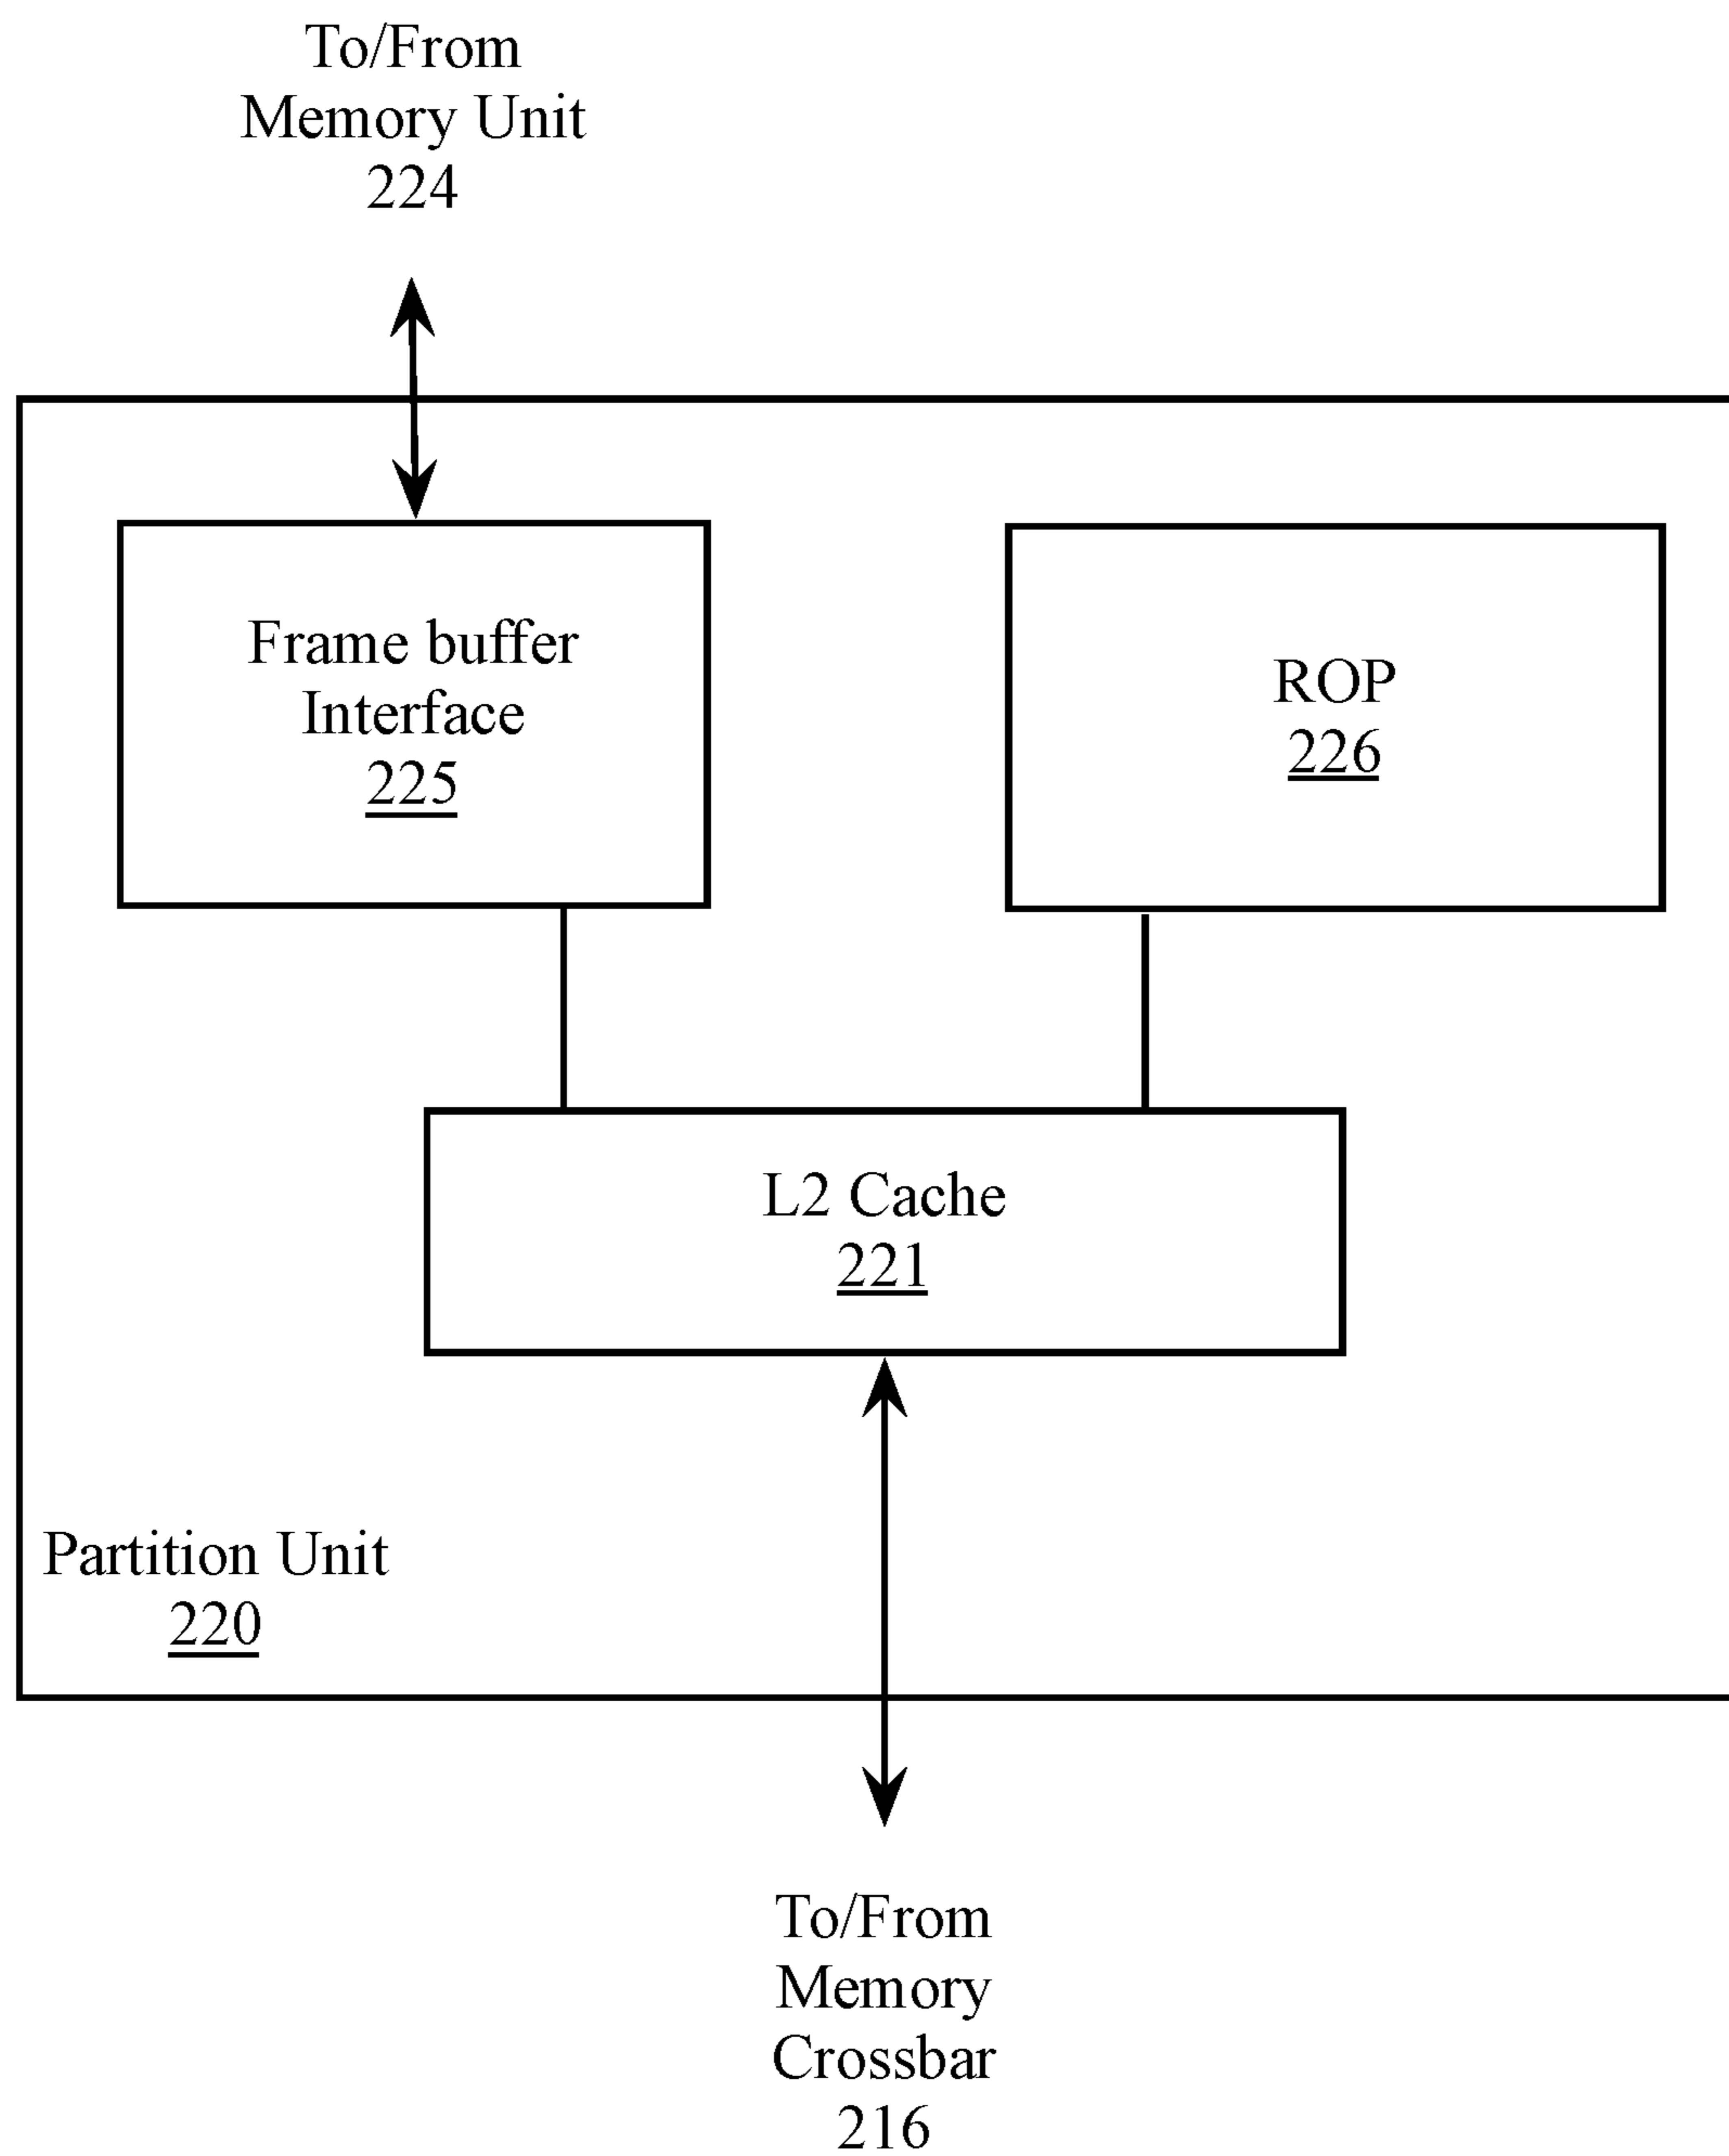 To/From
Memory Unit
224
Frame buffer
Interface
225
ROP
226
L2 Cache
221
Partition Unit
220
To/From
Memory
Crossbar
216